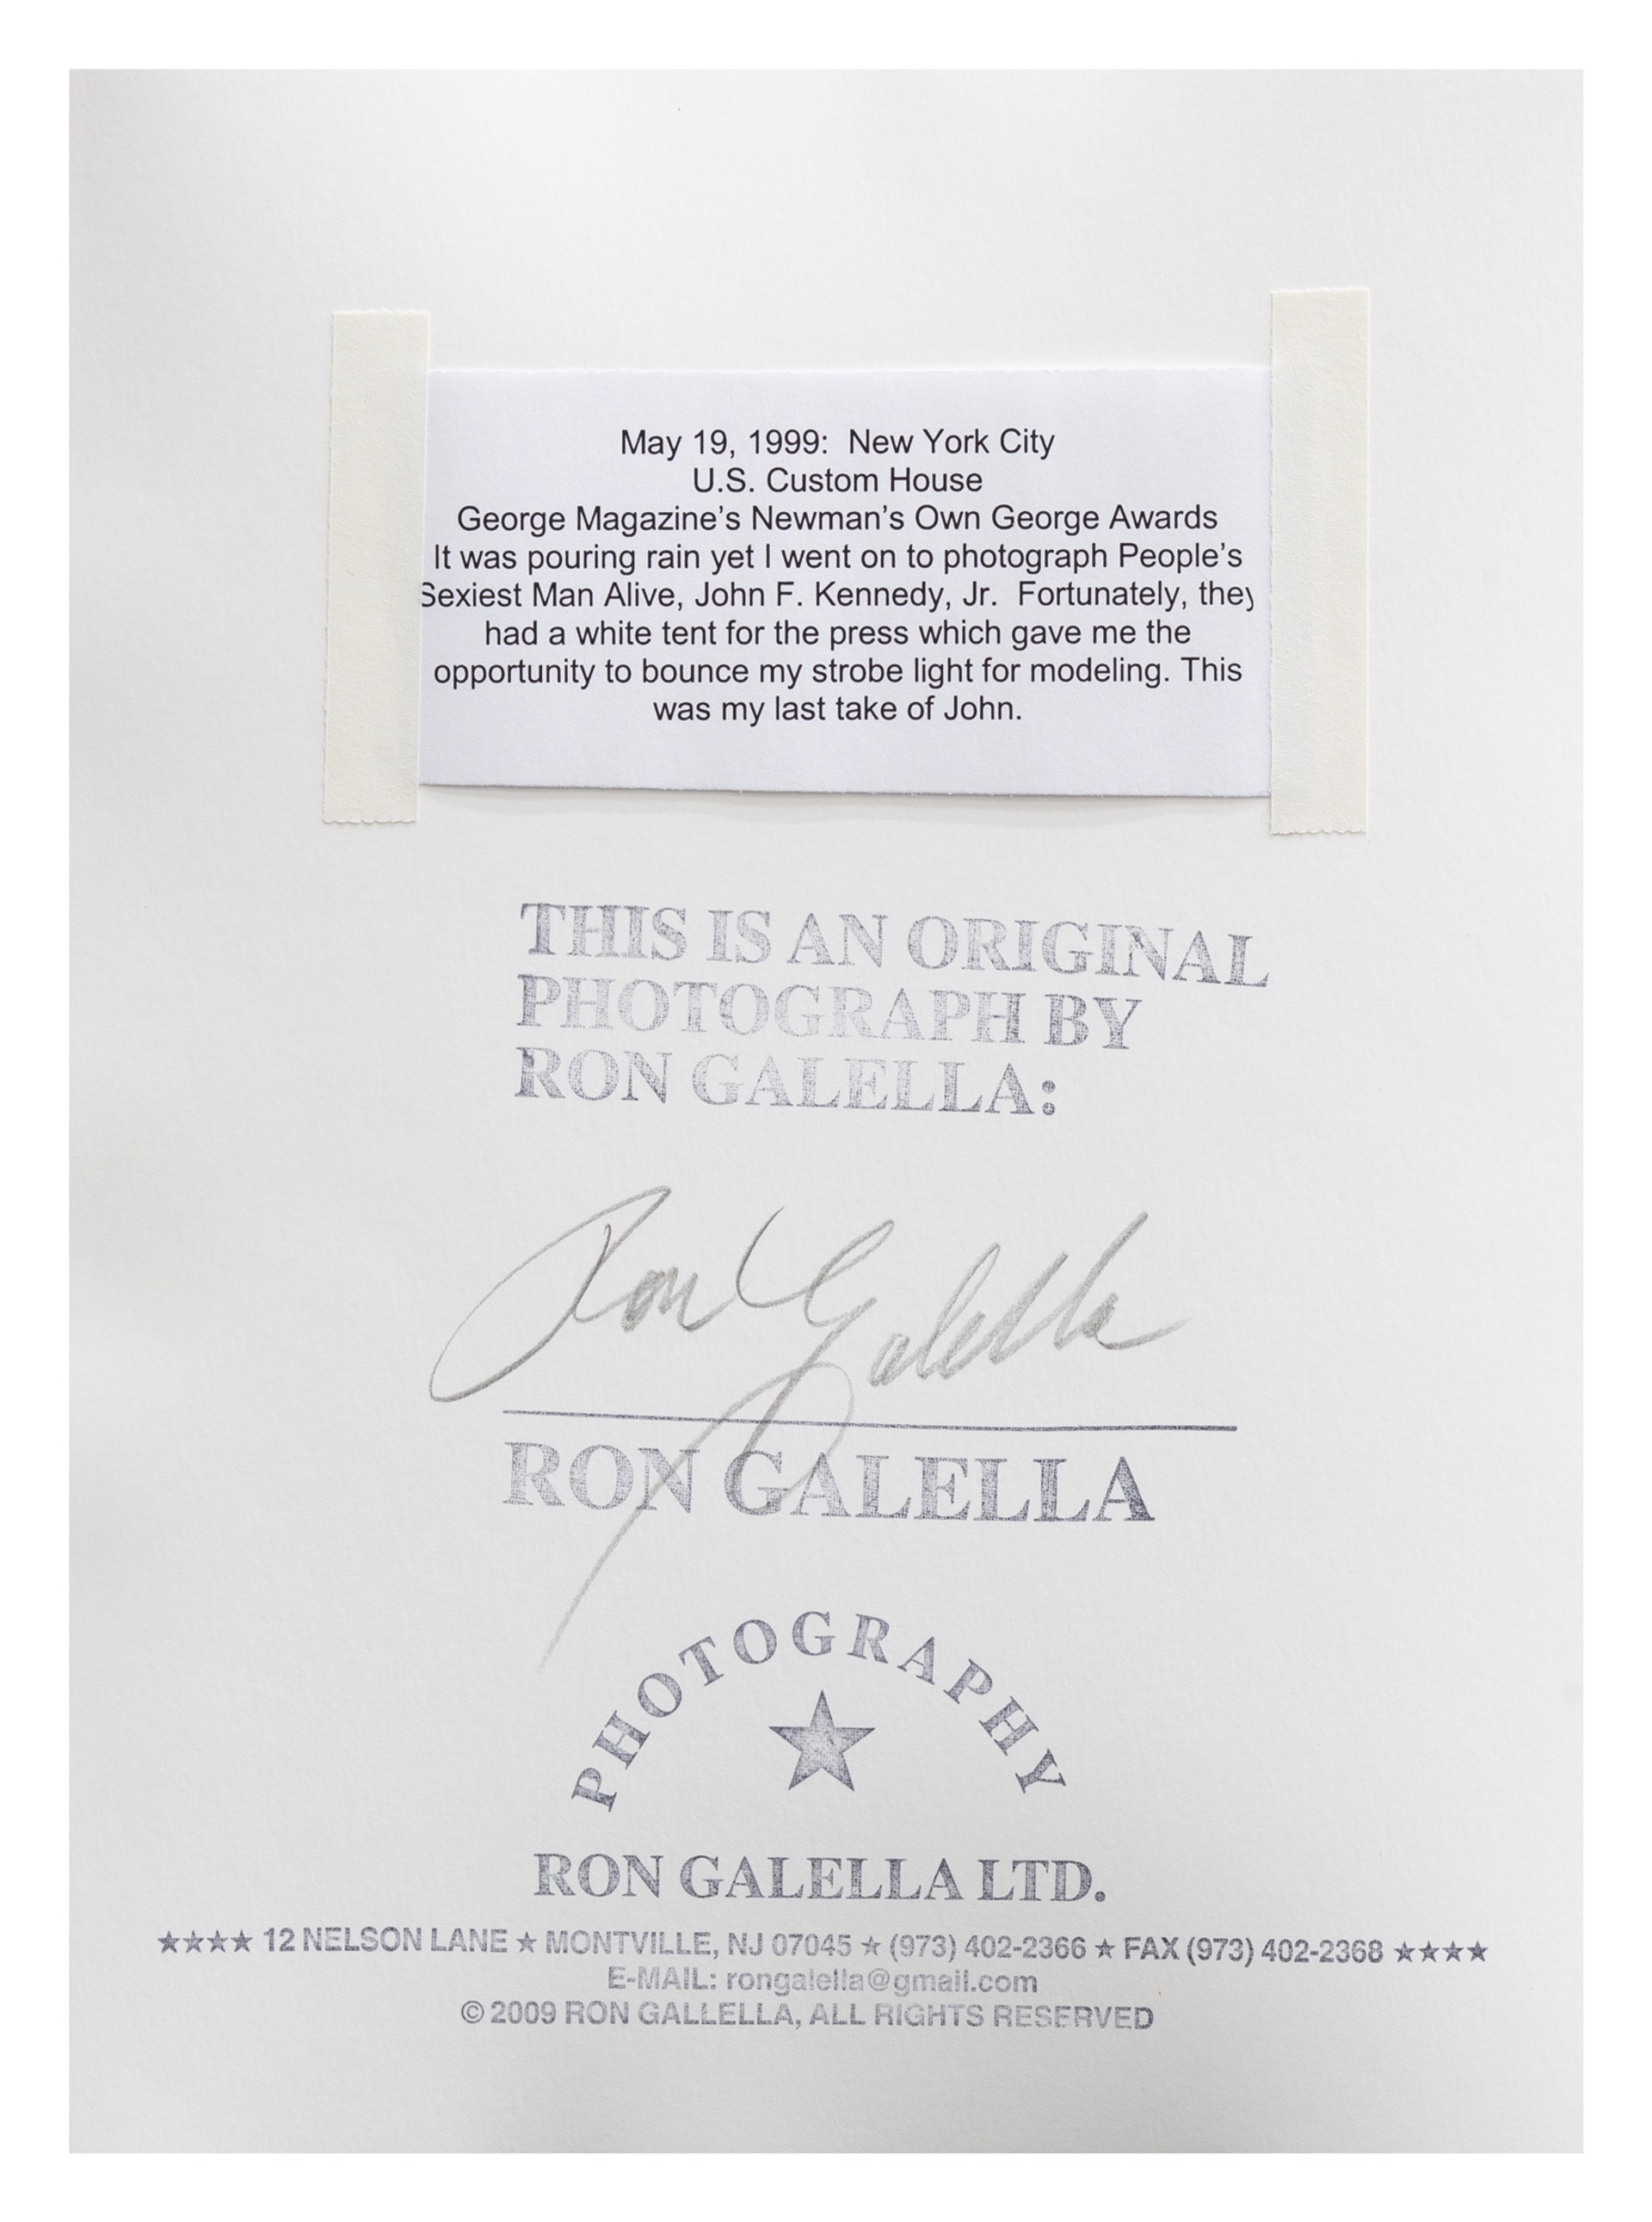 May 19, 1999:  New York City
U.S. Custom House
George Magazine’s Newman’s Own George Awards
It was pouring rain yet I went on to photograph People’s
Sexiest Man Alive, John F. Kennedy, Jr.  Fortunately, they
had a white tent for the press which gave me the
opportunity to bounce my strobe light for modeling. This
was my last take of John.
THIS IS AN ORIGINAL
PHOTOGRAPH BY
RON GALELLA:
Ron Galella
RON GALELLA
PHOTOGRAPHY
★
RON GALELLA LTD.
★★★★ 12 NELSON LANE ★ MONTVILLE, NJ 07045 ★ (973) 402-2366 ★ FAX (973) 402-2368 ★★★★
E-MAIL: rongalella@gmail.com
© 2009 RON GALLELLA, ALL RIGHTS RESERVED